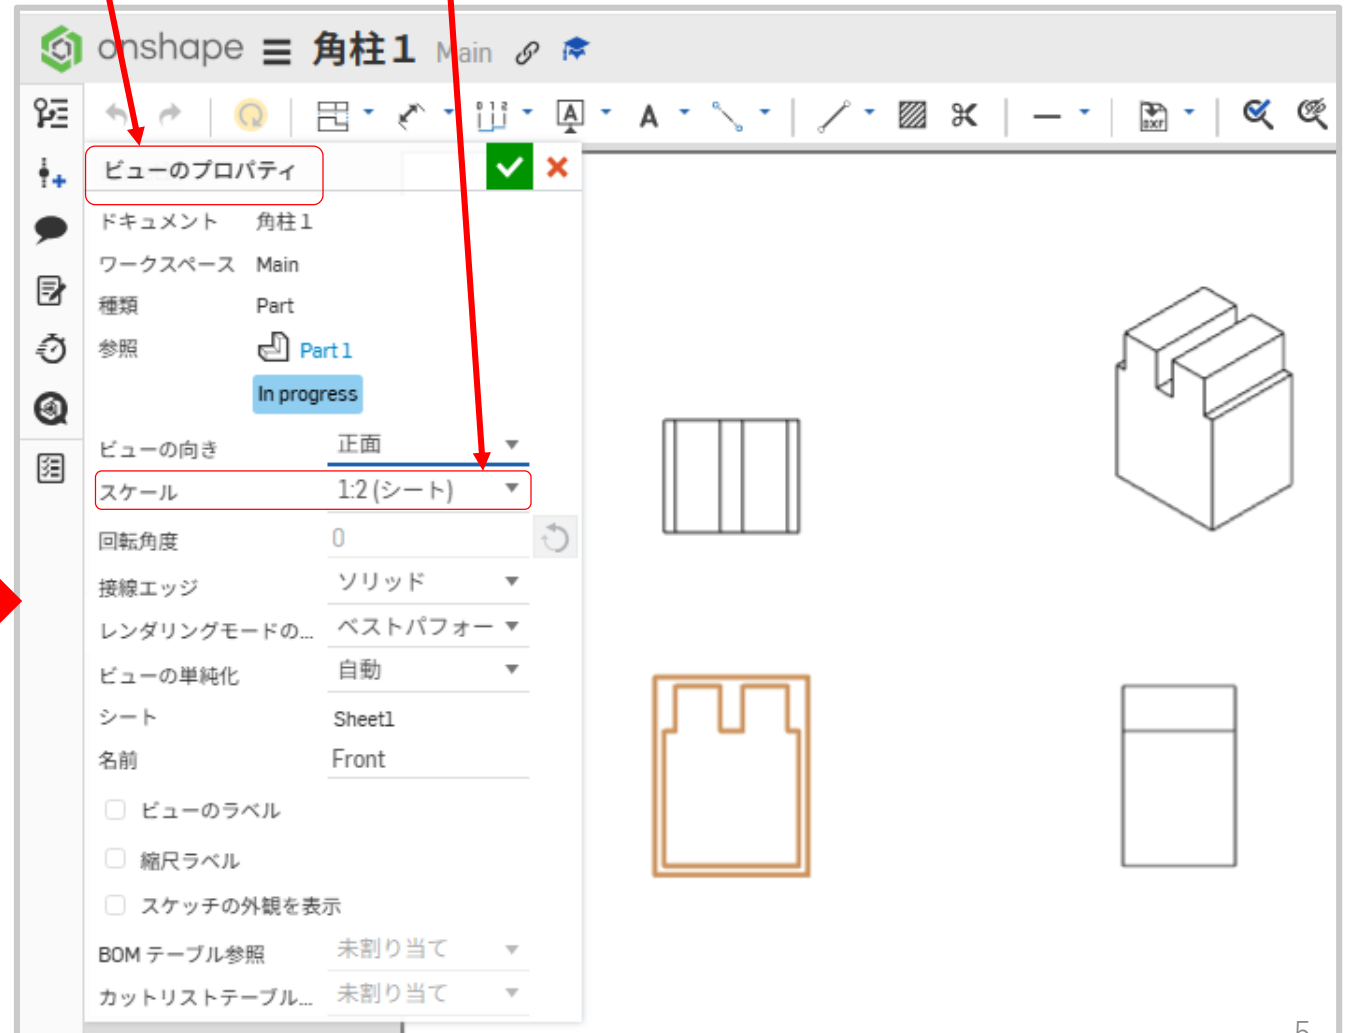 onshape 角柱1 Main
A A
DXF
ビューのプロパティ
ドキュメント 角柱1
ワークスペース Main
種類 Part
参照 Part 1
In progress
ビューの向き 正面
スケール 1:2 (シート)
回転角度 0
接線エッジ ソリッド
レンダリングモードの... ベストパフォー
ビューの単純化 自動
シート Sheet1
名前 Front
ビューのラベル
縮尺ラベル
スケッチの外観を表示
BOM テーブル参照 未割り当て
カットリストテーブル... 未割り当て
5